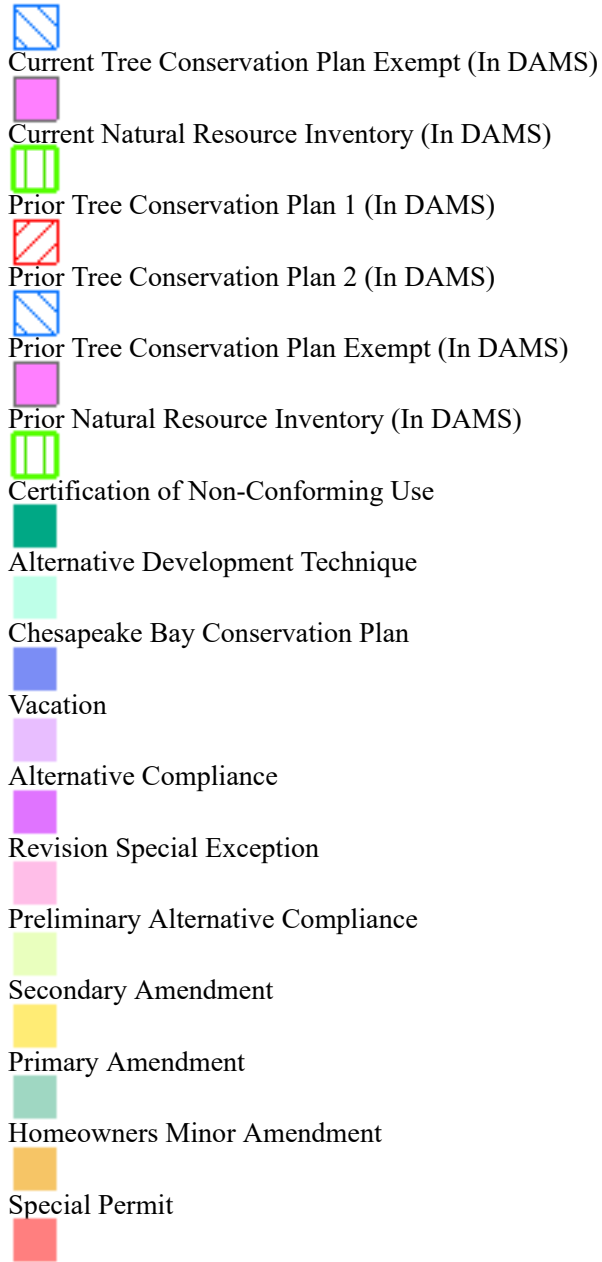 Current Tree Conservation Plan Exempt (In DAMS)
Current Natural Resource Inventory (In DAMS)
Prior Tree Conservation Plan 1 (In DAMS)
Prior Tree Conservation Plan 2 (In DAMS)
Prior Tree Conservation Plan Exempt (In DAMS)
Prior Natural Resource Inventory (In DAMS)
Certification of Non-Conforming Use
Alternative Development Technique
Chesapeake Bay Conservation Plan
Vacation
Alternative Compliance
Revision Special Exception
Preliminary Alternative Compliance
Secondary Amendment
Primary Amendment
Homeowners Minor Amendment
Special Permit